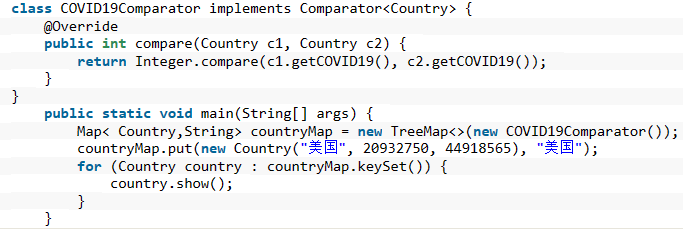 class COVID19Comparator implements Comparator<Country> {
    @Override
    public int compare(Country c1, Country c2) {
        return Integer.compare(c1.getCOVID19(), c2.getCOVID19());
    }
}
    public static void main(String[] args) {
        Map< Country,String> countryMap = new TreeMap<>(new COVID19Comparator());
        countryMap.put(new Country("美国", 20932750, 44918565), "美国");
        for (Country country : countryMap.keySet()) {
            country.show();
        }
    }